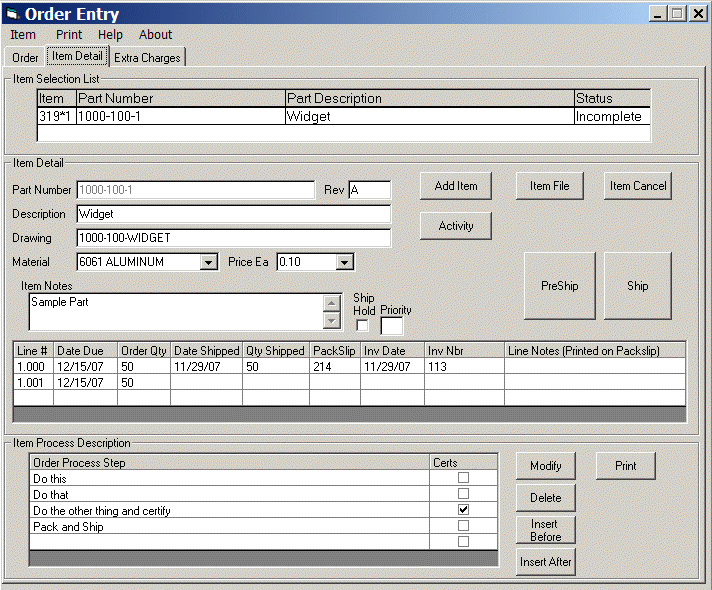 Order Entry
Item Print Help About
Order Item Detail Extra Charges
Item Selection List
Item Part Number Part Description Status
319*1 1000-100-1 Widget Incomplete
Item Detail
Part Number 1000-100-1 Rev A Add Item Item File Item Cancel
Description Widget
Drawing 1000-100-WIDGET Activity
Material 6061 ALUMINUM Price Ea 0.10
PreShip Ship
Item Notes
Sample Part
Ship
Hold Priority
Line # Date Due Order Qty Date Shipped Qty Shipped PackSlip Inv Date Inv Nbr Line Notes (Printed on Packslip)
1.000 12/15/07 50 11/29/07 50 214 11/29/07 113
1.001 12/15/07 50
Item Process Description
Order Process Step Certs
Do this
Do that
Do the other thing and certify
Pack and Ship
Modify Print
Delete
Insert
Before
Insert After